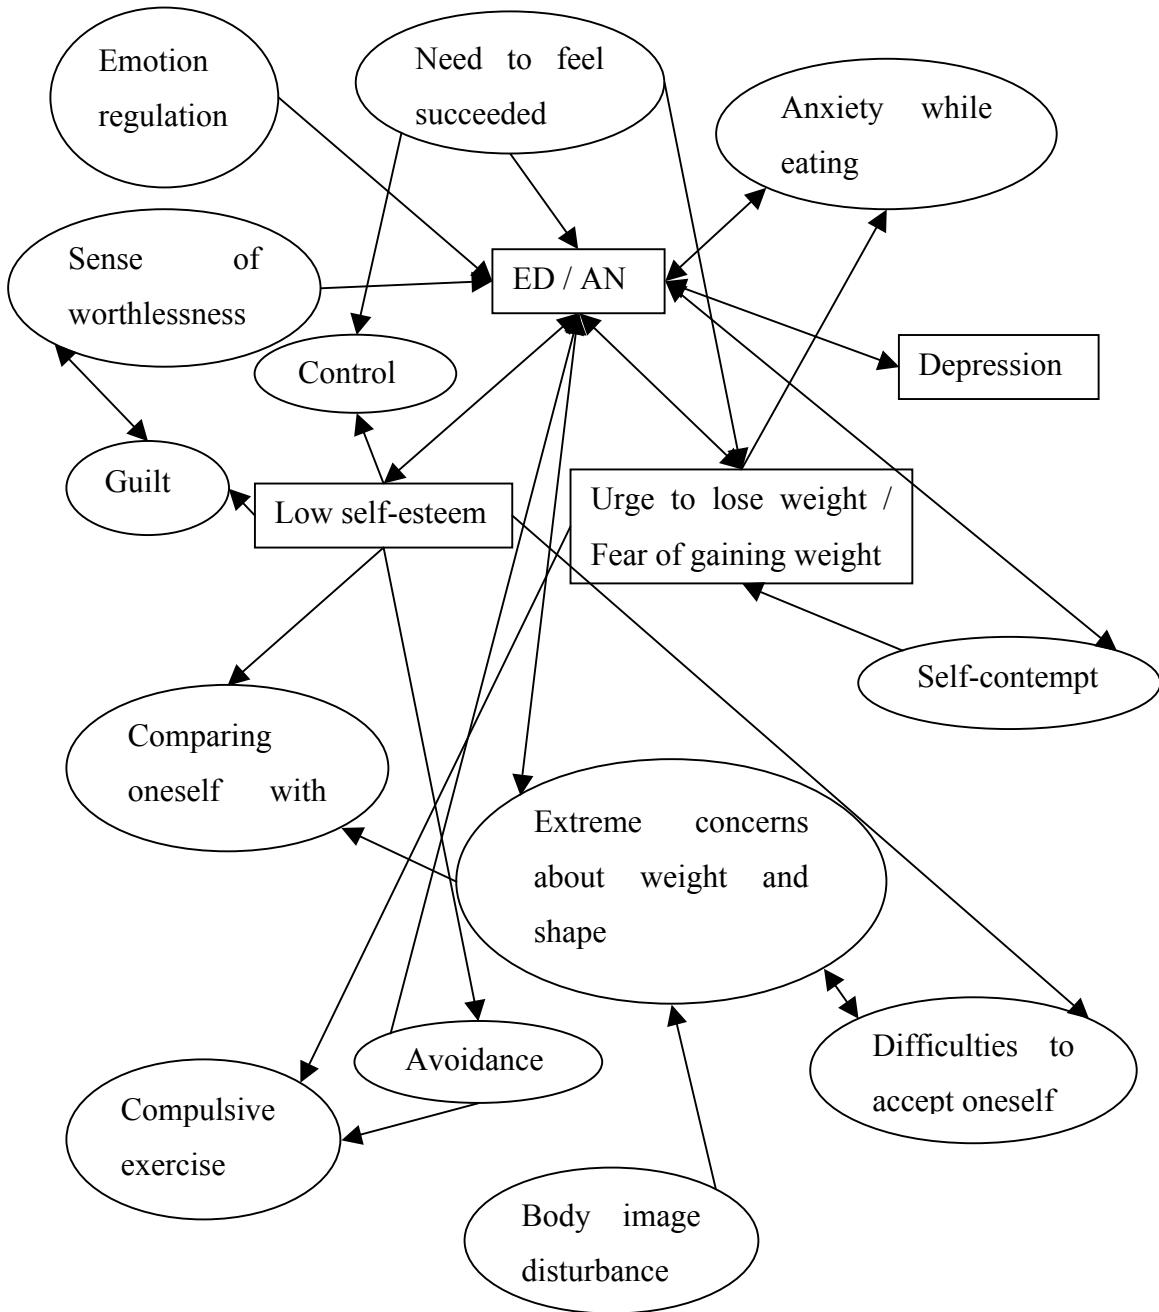 Emotion
regulation
Need to feel
succeeded
Anxiety while
eating
Sense of
worthlessness
ED / AN
Control
Depression
Guilt
Low self-esteem
Urge to lose weight /
Fear of gaining weight
Self-contempt
Comparing
oneself with
Extreme concerns
about weight and
shape
Avoidance
Difficulties to
accept oneself
Compulsive
exercise
Body image
disturbance